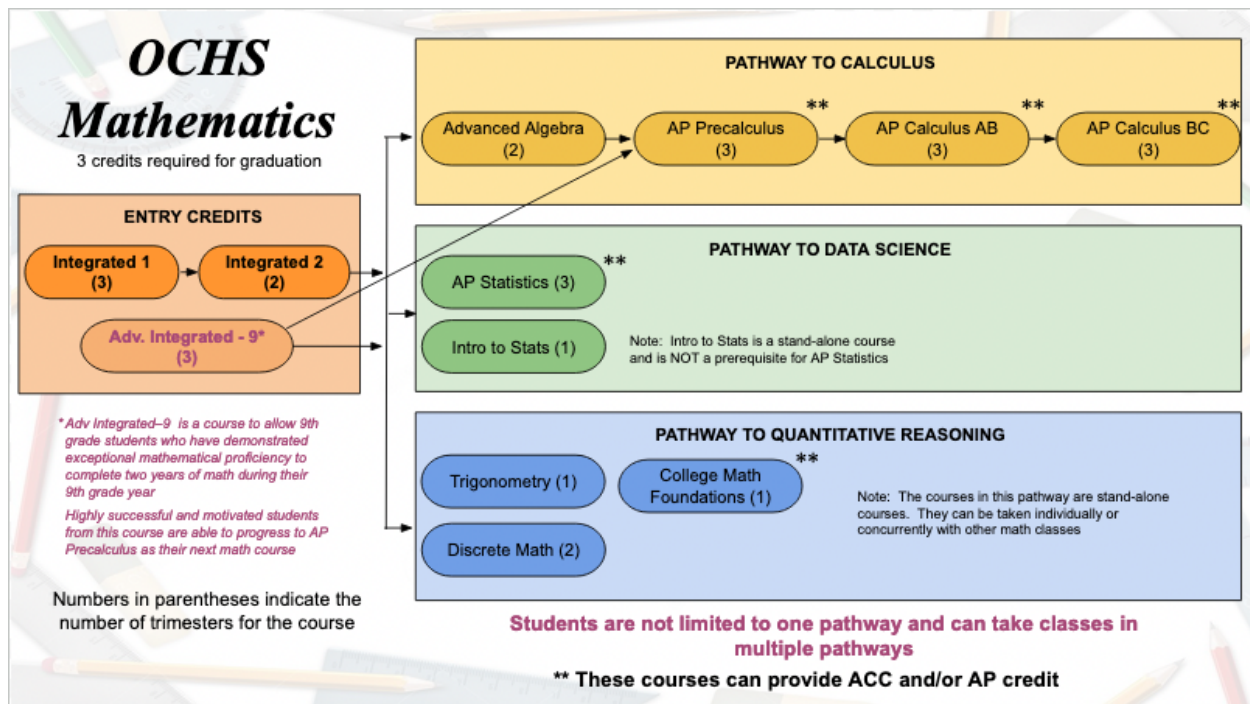 OCHS
Mathematics
3 credits required for graduation
ENTRY CREDITS
Integrated 1
(3)
Integrated 2
(2)
Adv. Integrated - 9*
(3)
* Adv Integrated–9 is a course to allow 9th
grade students who have demonstrated
exceptional mathematical proficiency to
complete two years of math during their
9th grade year
Highly successful and motivated students
from this course are able to progress to AP
Precalculus as their next math course
Numbers in parentheses indicate the
number of trimesters for the course
PATHWAY TO CALCULUS
Advanced Algebra
(2)
**
AP Precalculus
(3)
**
AP Calculus AB
(3)
**
AP Calculus BC
(3)
PATHWAY TO DATA SCIENCE
**
AP Statistics (3)
Intro to Stats (1)
Note: Intro to Stats is a stand-alone course
and is NOT a prerequisite for AP Statistics
PATHWAY TO QUANTITATIVE REASONING
Trigonometry (1)
**
College Math
Foundations (1)
Discrete Math (2)
Note: The courses in this pathway are stand-alone
courses. They can be taken individually or
concurrently with other math classes
Students are not limited to one pathway and can take classes in
multiple pathways
** These courses can provide ACC and/or AP credit